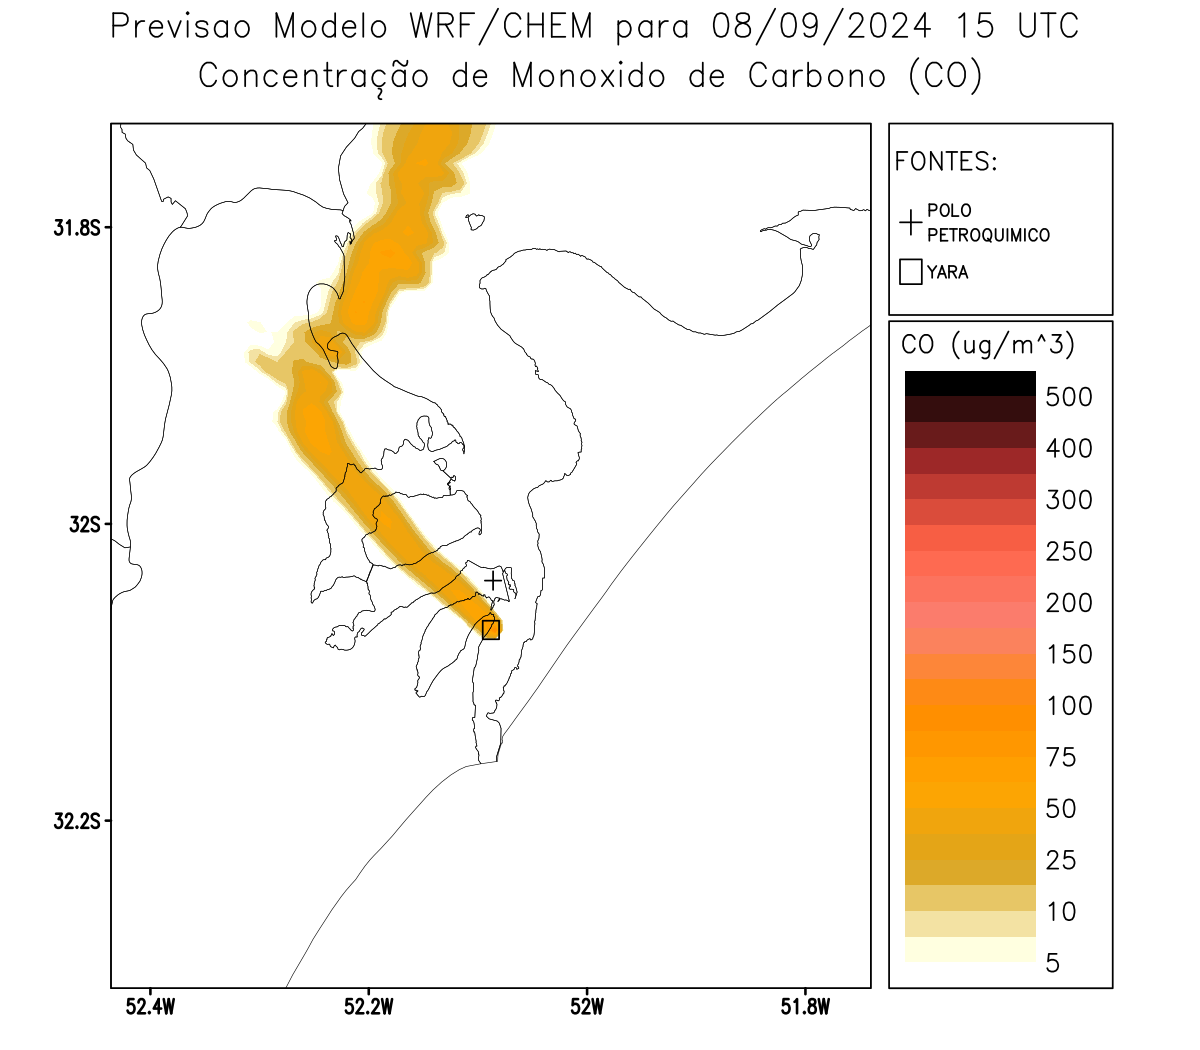 Previsao Modelo WRF/CHEM para 08/09/2024 15 UTC
Concentração de Monoxido de Carbono (CO)
31.8S
32S
32.2S
52.4W
52.2W
52W
51.8W
FONTES:
POLO
PETROQUIMICO
YARA
CO (ug/m^3)
500
400
300
250
200
150
100
75
50
25
10
5